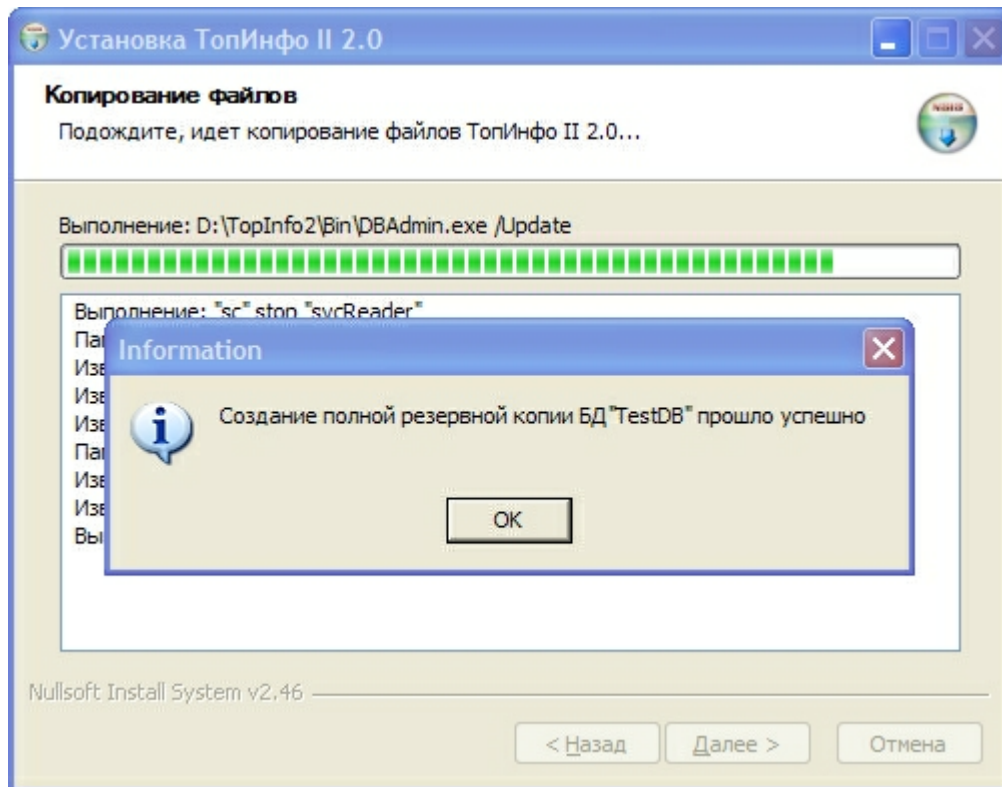 Установка ТопИнфо II 2.0
Копирование файлов
Подождите, идет копирование файлов ТопИнфо II 2.0...
Выполнение: D:\TopInfo2\Bin\DBAdmin.exe /Update
Выполнение: "sc" stop "svcReader"
Information
Создание полной резервной копии БД"TestDB" прошло успешно
OK
Nullsoft Install System v2.46
< Назад
Далее >
Отмена